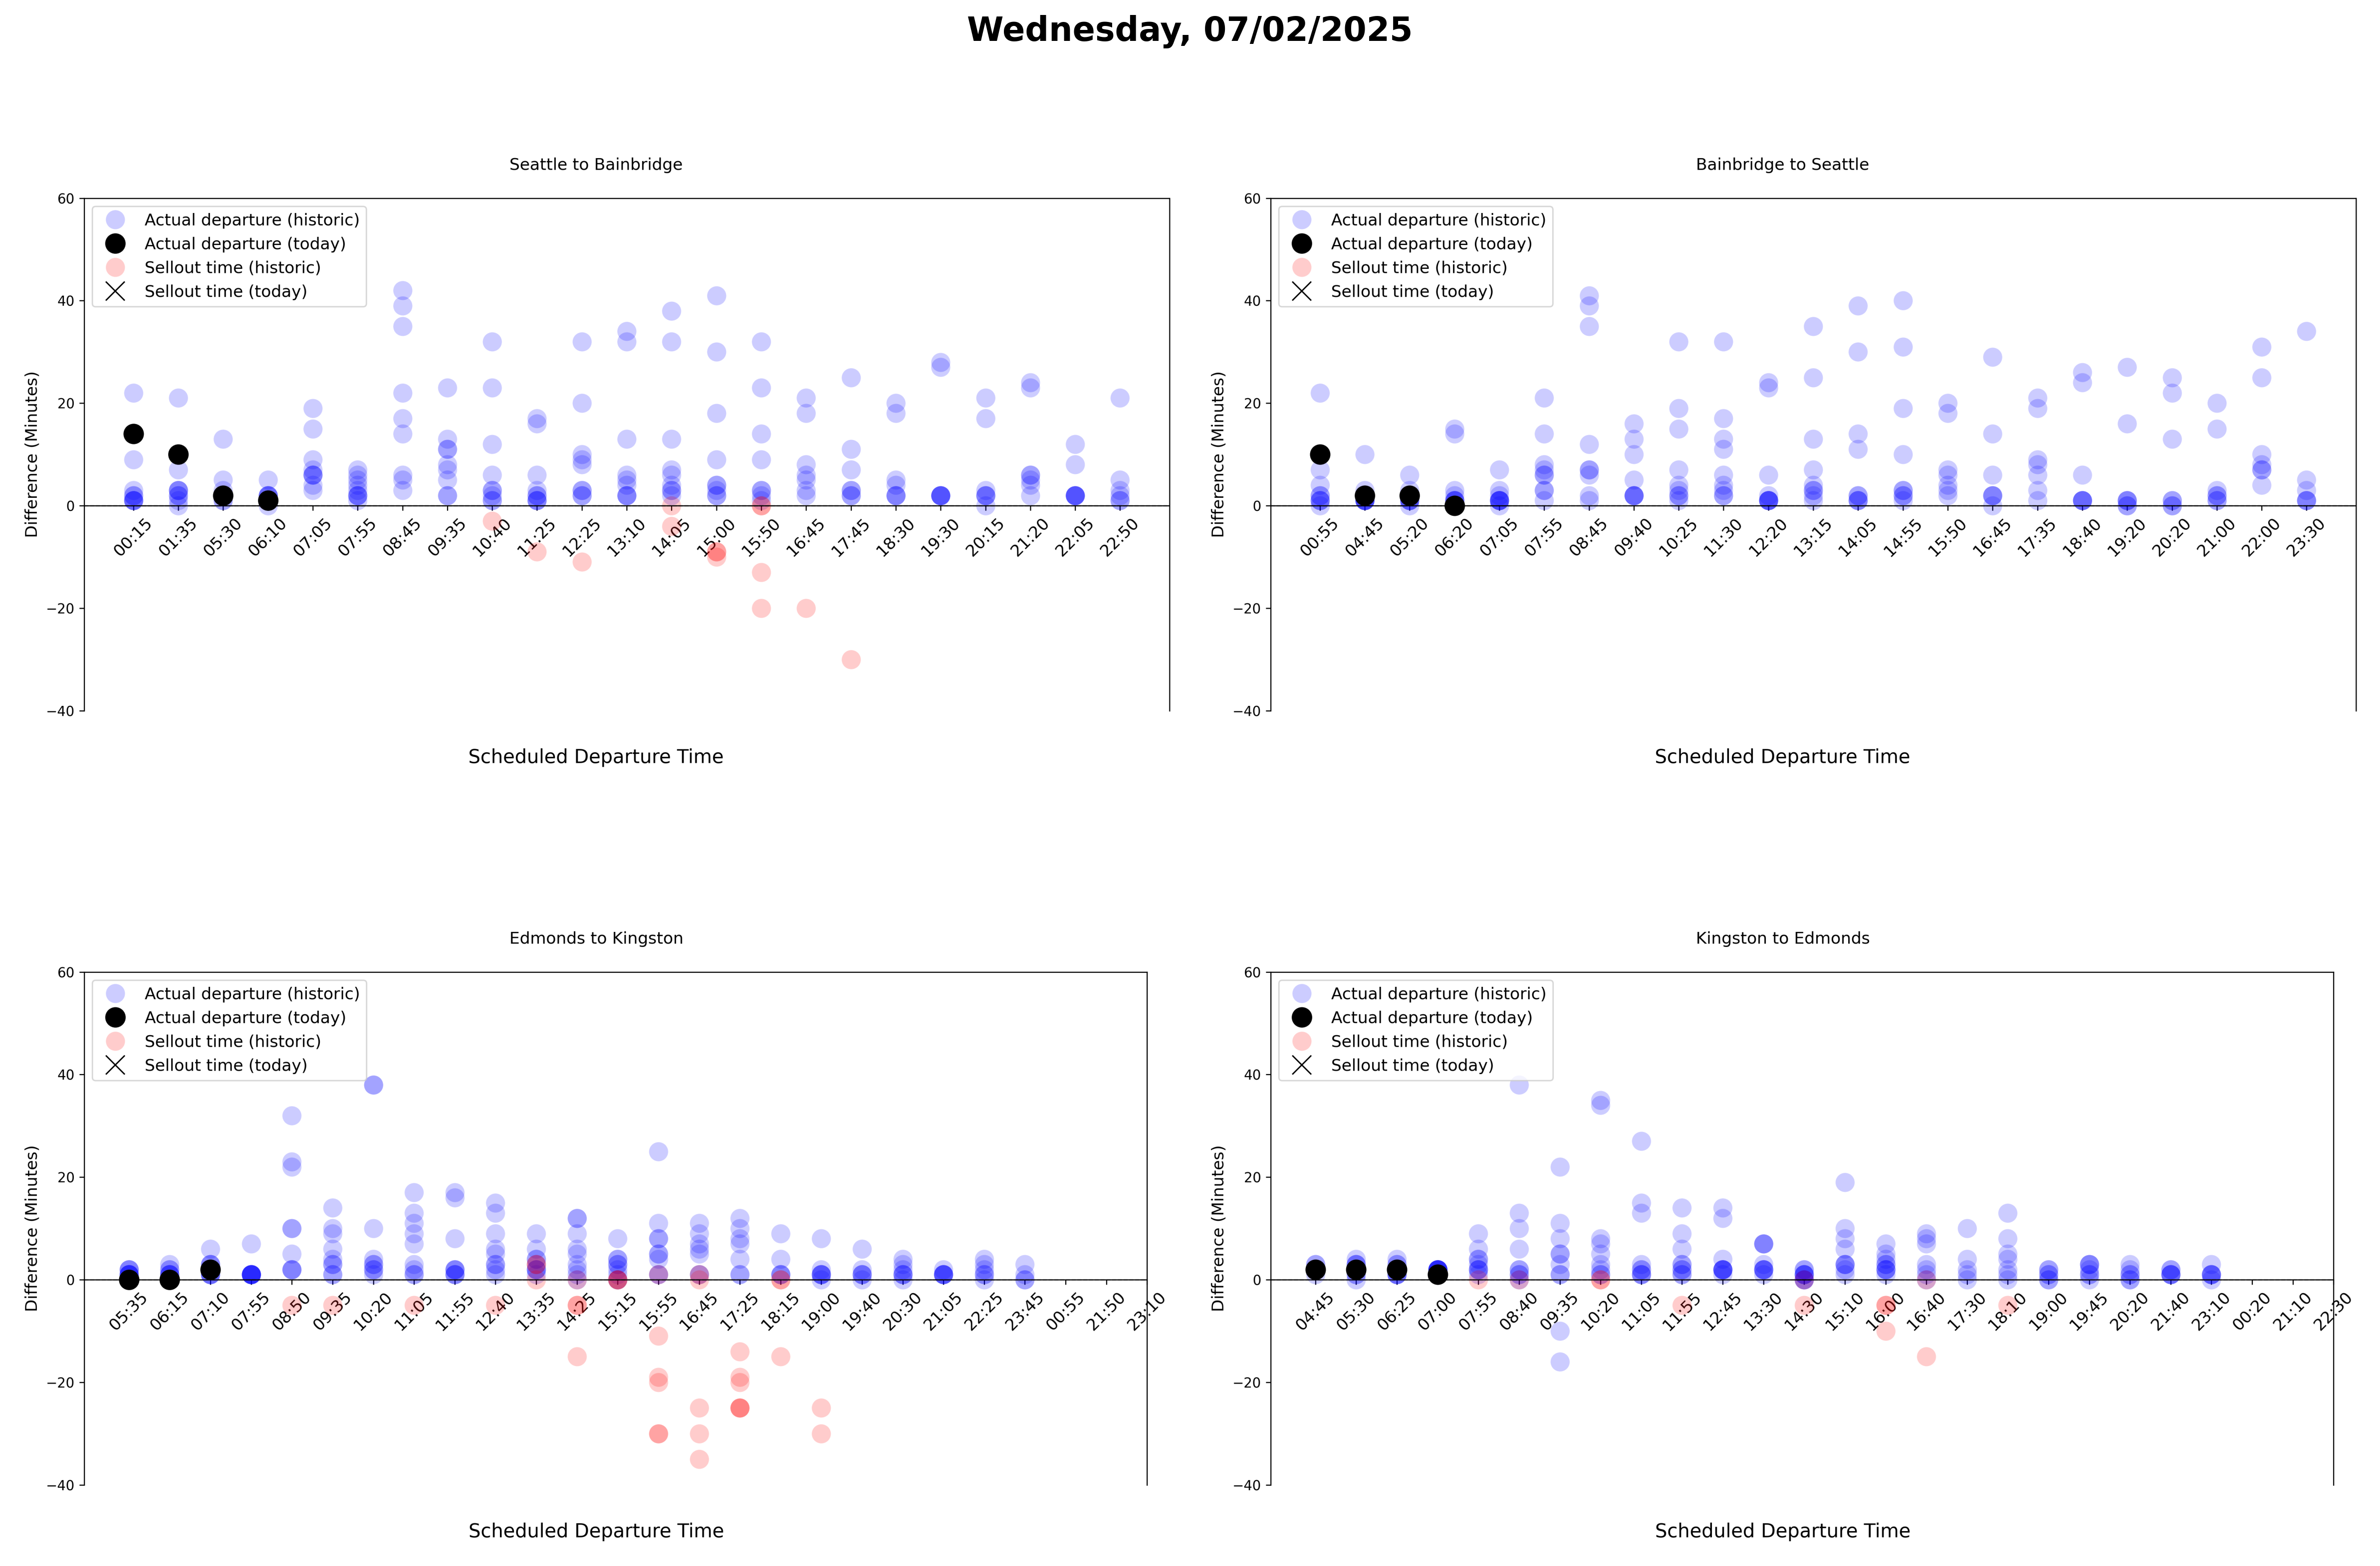 Wednesday, 07/02/2025
Seattle to Bainbridge
Difference (Minutes)
60
40
20
0
−20
−40
Actual departure (historic)
Actual departure (today)
Sellout time (historic)
Sellout time (today)
00:15 01:35 05:30 06:10 07:05 07:55 08:45 09:35 10:40 11:25 12:25 13:10 14:05 15:00 15:50 16:45 17:45 18:30 19:30 20:15 21:20 22:05 22:50
Scheduled Departure Time
Bainbridge to Seattle
Difference (Minutes)
60
40
20
0
−20
−40
Actual departure (historic)
Actual departure (today)
Sellout time (historic)
Sellout time (today)
00:55 04:45 05:20 06:20 07:05 07:55 08:45 09:40 10:25 11:30 12:20 13:15 14:05 14:55 15:50 16:45 17:35 18:40 19:20 20:20 21:00 22:00 23:30
Scheduled Departure Time
Edmonds to Kingston
Difference (Minutes)
60
40
20
0
−20
−40
Actual departure (historic)
Actual departure (today)
Sellout time (historic)
Sellout time (today)
05:35 06:15 07:10 07:55 08:50 09:35 10:20 11:05 11:55 12:40 13:35 14:25 15:15 15:55 16:45 17:25 18:15 19:00 19:40 20:30 21:05 22:25 23:45 00:55 21:50 23:10
Scheduled Departure Time
Kingston to Edmonds
Difference (Minutes)
60
40
20
0
−20
−40
Actual departure (historic)
Actual departure (today)
Sellout time (historic)
Sellout time (today)
04:45 05:30 06:25 07:00 07:55 08:40 09:35 10:20 11:05 11:55 12:45 13:30 14:30 15:10 16:00 16:40 17:30 18:10 19:00 19:45 20:20 21:40 23:10 00:20 21:10 22:30
Scheduled Departure Time